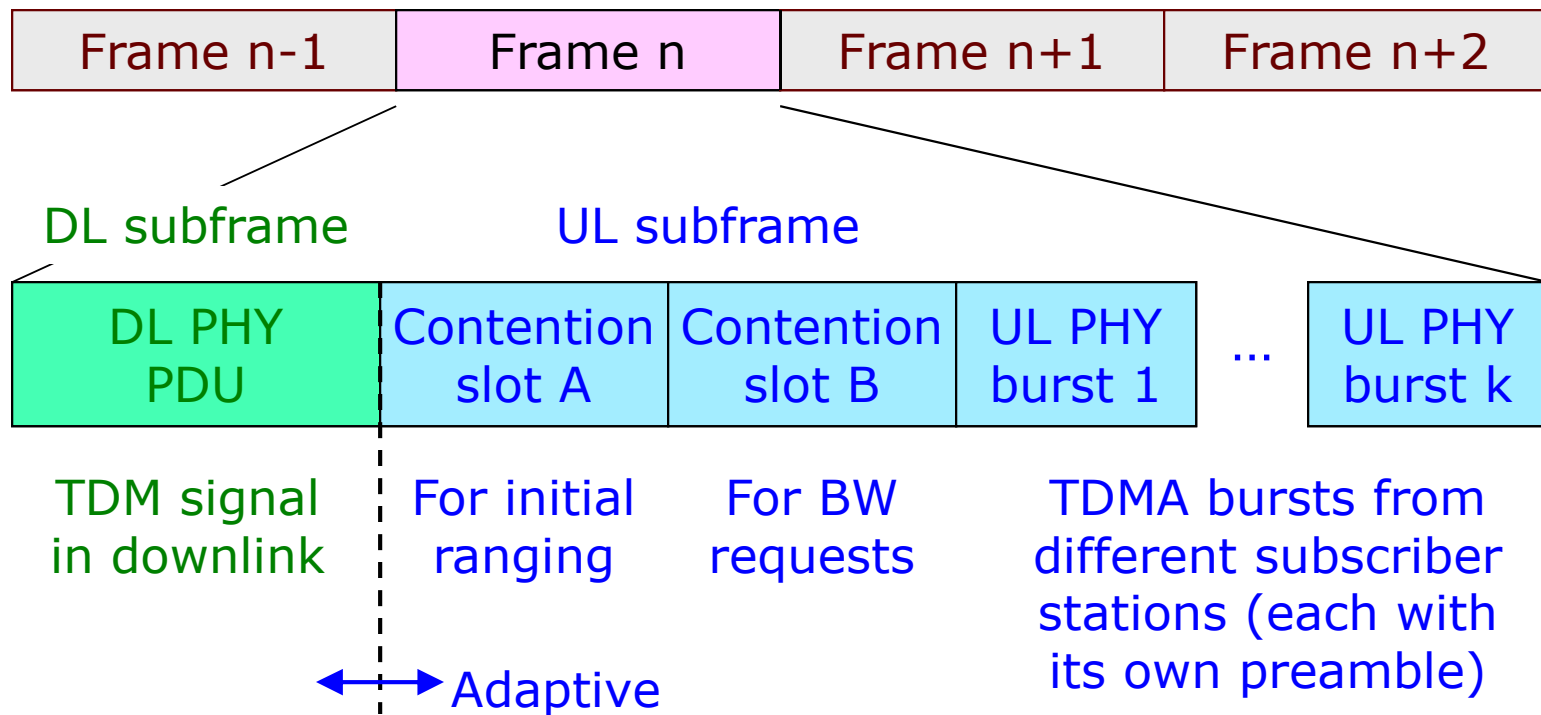 Frame n-1 Frame n Frame n+1 Frame n+2
DL subframe UL subframe
DL PHY
PDU
Contention
slot A
Contention
slot B
UL PHY
burst 1
...
UL PHY
burst k
TDM signal
in downlink
For initial
ranging
For BW
requests
TDMA bursts from
different subscriber
stations (each with
its own preamble)
Adaptive